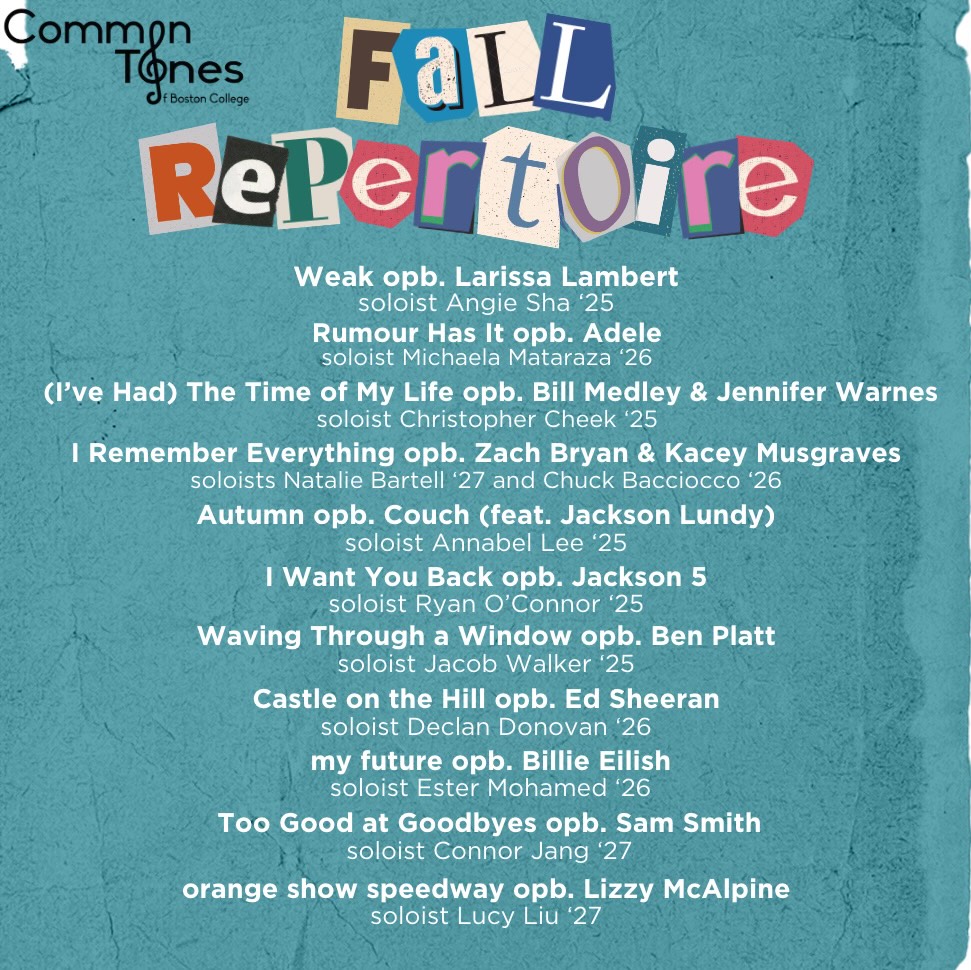 Common
Tones
of Boston College
FaLL
RePertOire
Weak opb. Larissa Lambert
soloist Angie Sha ‘25
Rumour Has It opb. Adele
soloist Michaela Mataraza ‘26
(I’ve Had) The Time of My Life opb. Bill Medley & Jennifer Warnes
soloist Christopher Cheek ‘25
I Remember Everything opb. Zach Bryan & Kacey Musgraves
soloists Natalie Bartell ‘27 and Chuck Bacciocco ‘26
Autumn opb. Couch (feat. Jackson Lundy)
soloist Annabel Lee ‘25
I Want You Back opb. Jackson 5
soloist Ryan O’Connor ‘25
Waving Through a Window opb. Ben Platt
soloist Jacob Walker ‘25
Castle on the Hill opb. Ed Sheeran
soloist Declan Donovan ‘26
my future opb. Billie Eilish
soloist Ester Mohamed ‘26
Too Good at Goodbyes opb. Sam Smith
soloist Connor Jang ‘27
orange show speedway opb. Lizzy McAlpine
soloist Lucy Liu ‘27